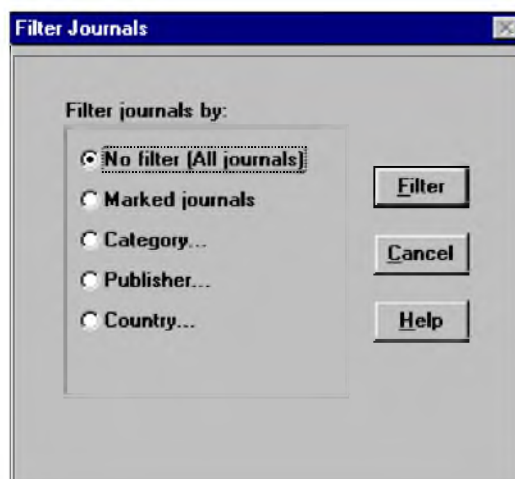 Filter Journals
Filter journals by:
No filter (All journals)
Marked journals
Category...
Publisher...
Country...
Filter
Cancel
Help